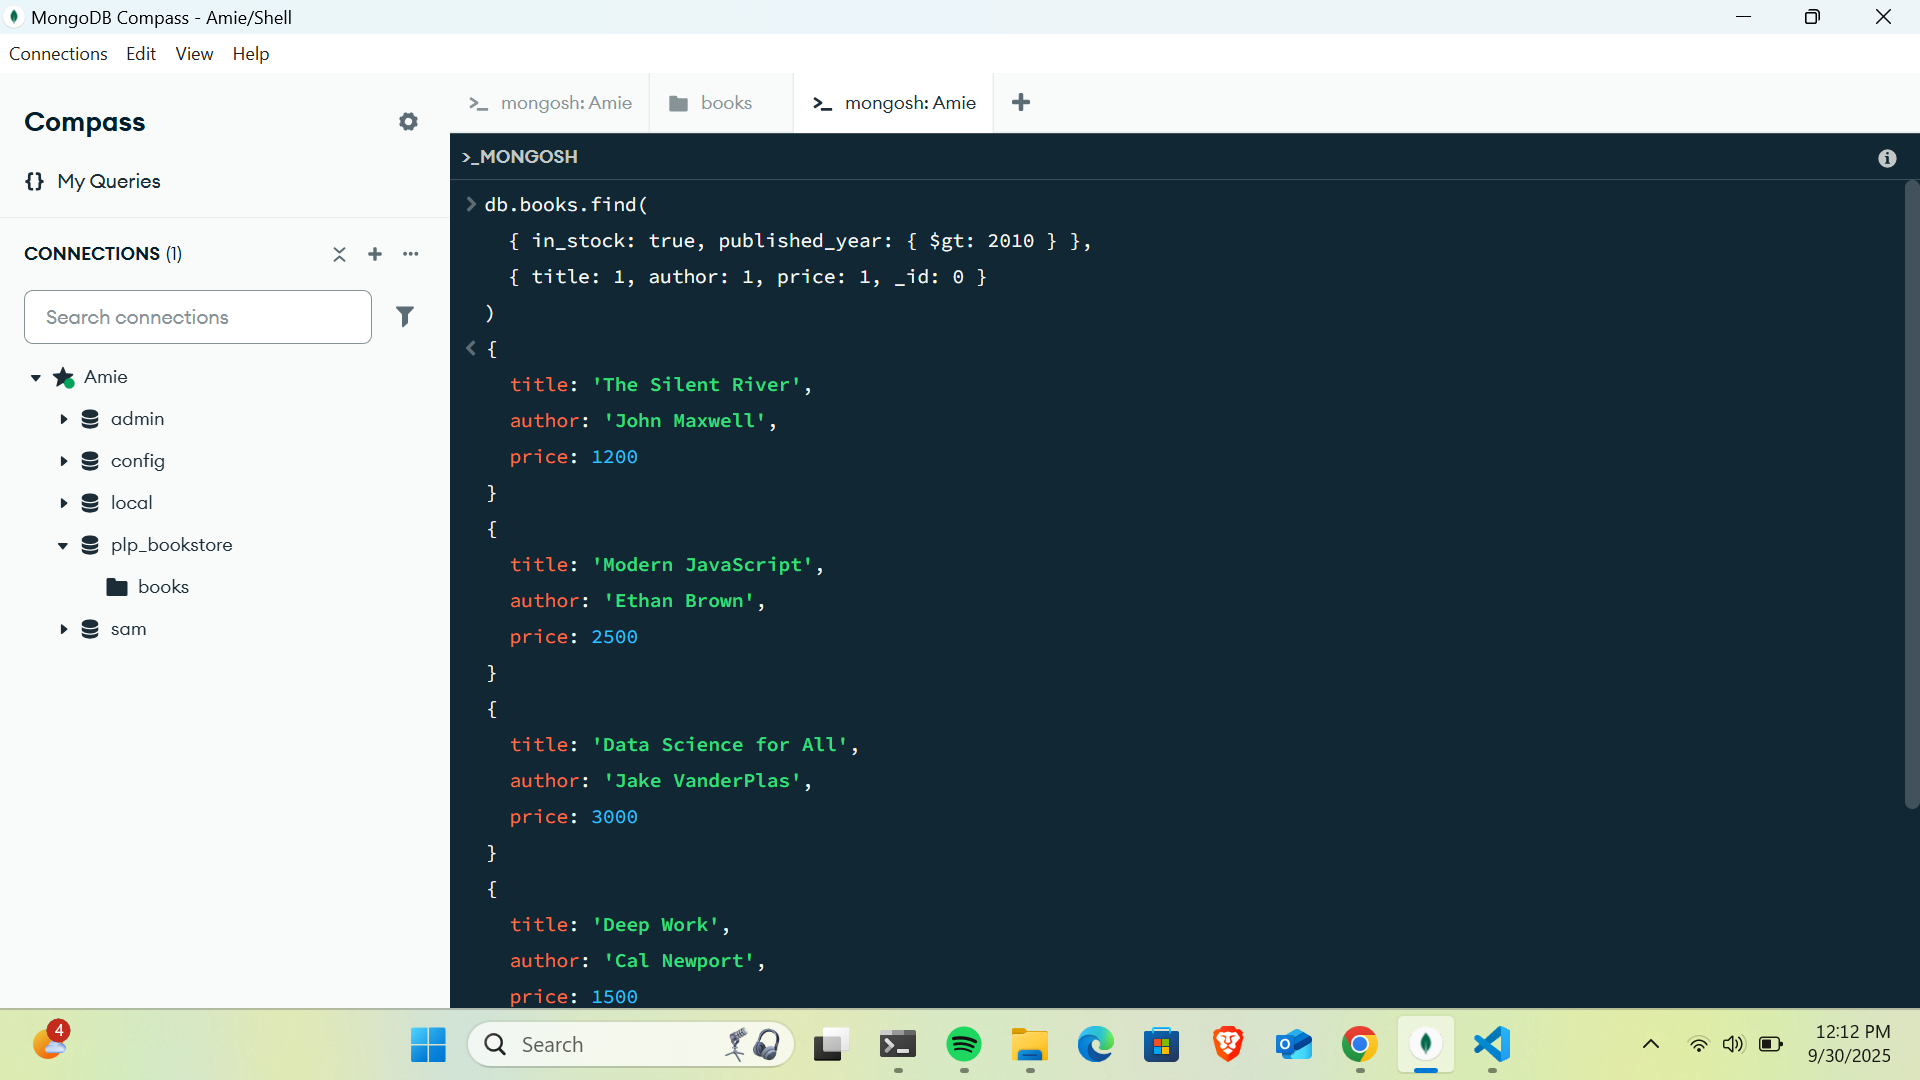 MongoDB Compass - Amie/Shell
Connections Edit View Help
Compass
{} My Queries
CONNECTIONS (1)
Search connections
Amie
admin
config
local
plp_bookstore
books
sam
>_ mongosh: Amie
books
>_ mongosh: Amie
>_MONGOSH
> db.books.find(
{ in_stock: true, published_year: { $gt: 2010 } },
{ title: 1, author: 1, price: 1, _id: 0 }
)
< {
title: 'The Silent River',
author: 'John Maxwell',
price: 1200
}
{
title: 'Modern JavaScript',
author: 'Ethan Brown',
price: 2500
}
{
title: 'Data Science for All',
author: 'Jake VanderPlas',
price: 3000
}
{
title: 'Deep Work',
author: 'Cal Newport',
price: 1500
4
Search
12:12 PM
9/30/2025